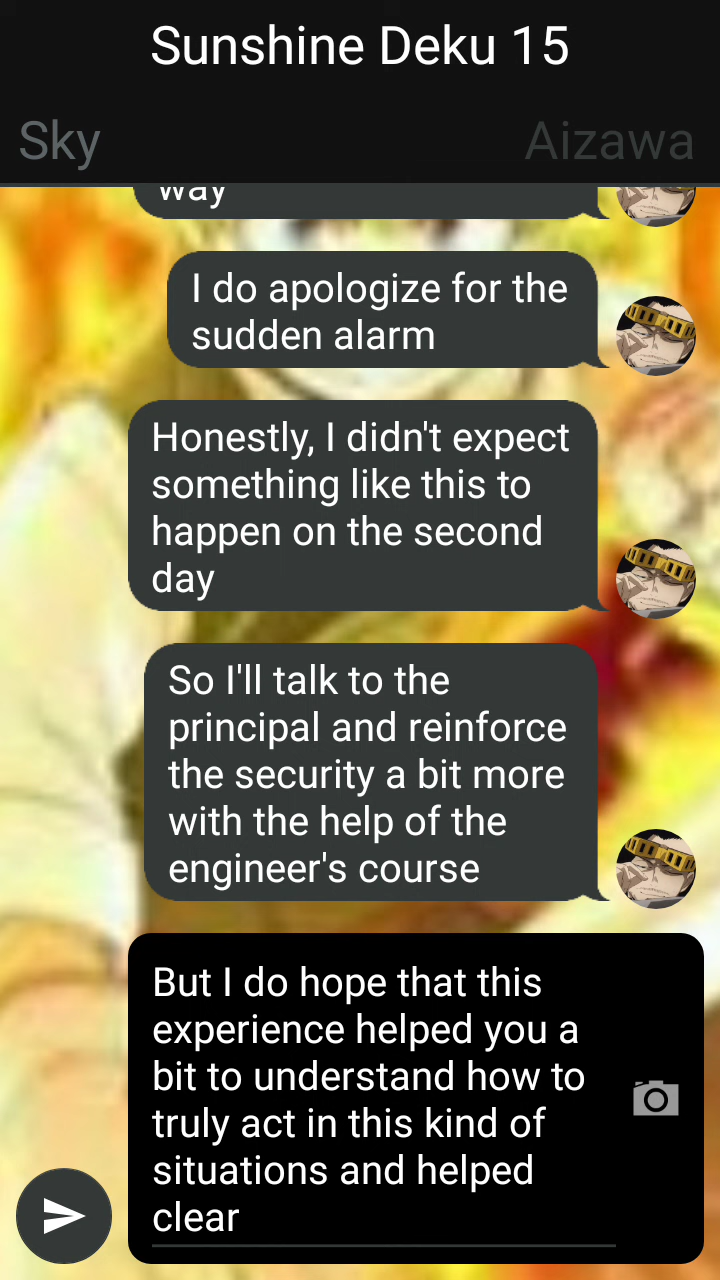 Sunshine Deku 15
Sky
Aizawa
way
I do apologize for the
sudden alarm
Honestly, I didn't expect
something like this to
happen on the second
day
So I'll talk to the
principal and reinforce
the security a bit more
with the help of the
engineer's course
But I do hope that this
experience helped you a
bit to understand how to
truly act in this kind of
situations and helped
clear